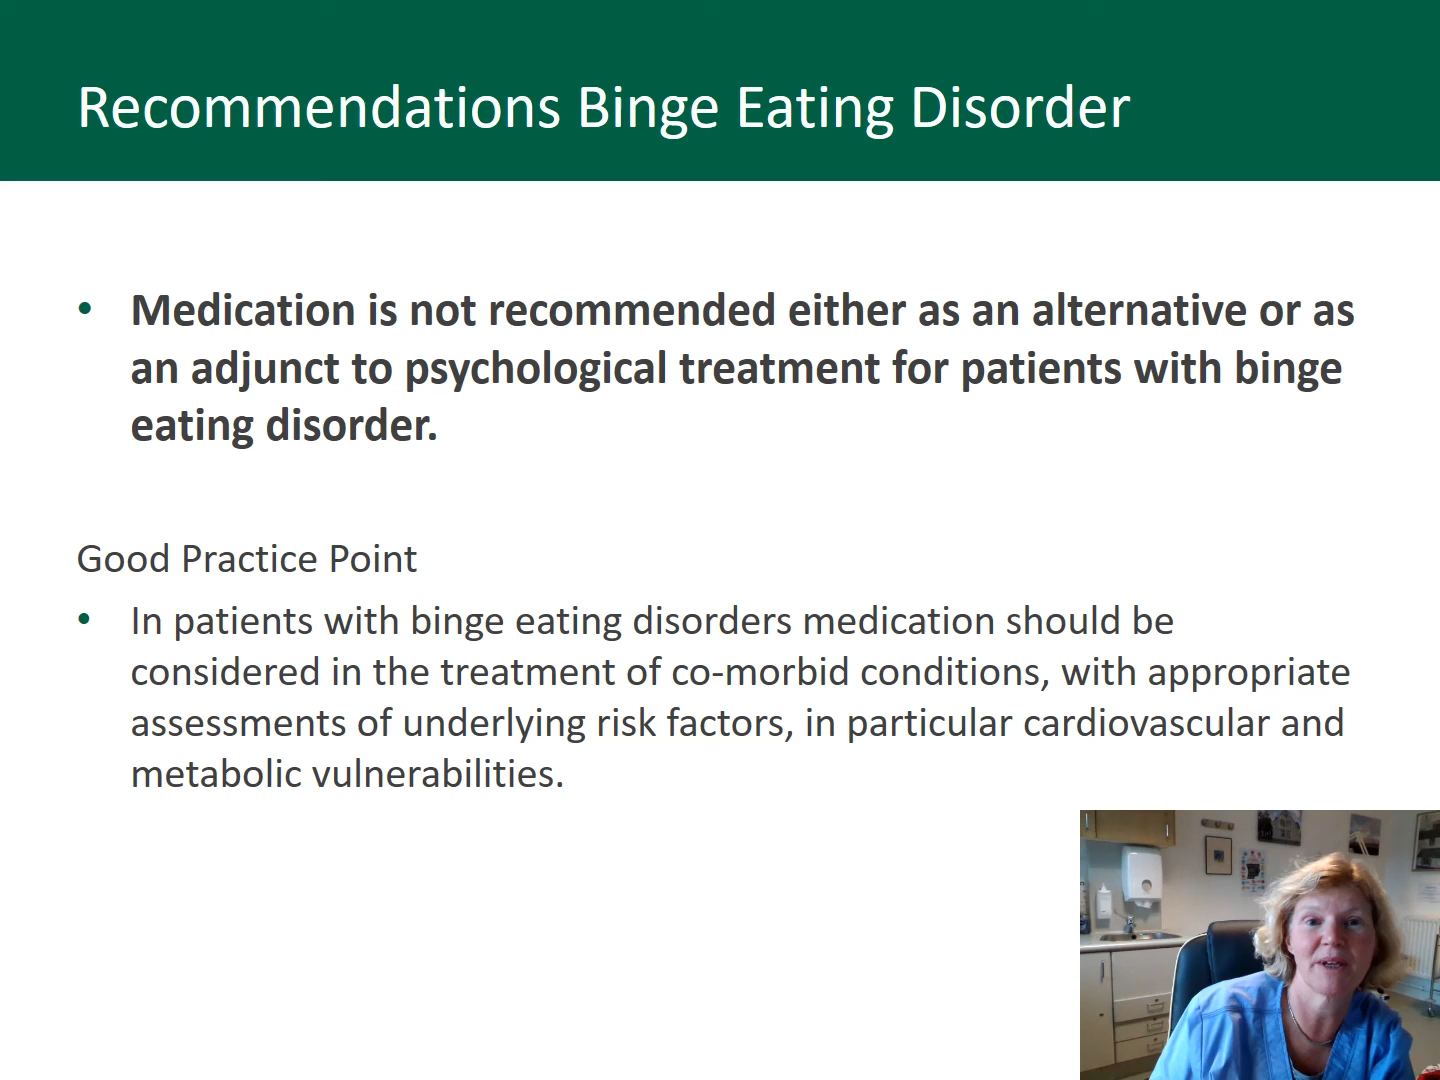 Recommendations Binge Eating Disorder
• Medication is not recommended either as an alternative or as
an adjunct to psychological treatment for patients with binge
eating disorder.
Good Practice Point
• In patients with binge eating disorders medication should be
considered in the treatment of co-morbid conditions, with appropriate
assessments of underlying risk factors, in particular cardiovascular and
metabolic vulnerabilities.